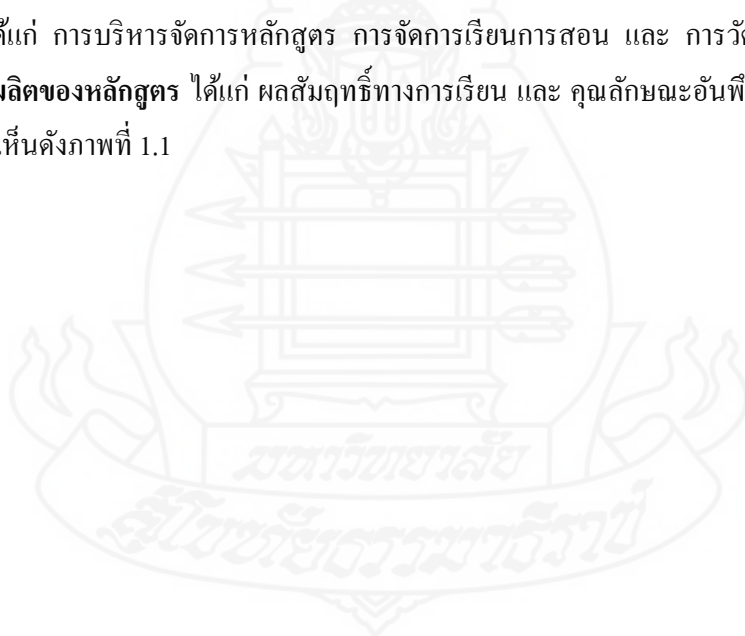 ได้แก่ การบริหารจัดการหลักสูตร การจัดการเรียนการสอน และ การวัด
ผลิตของหลักสูตร ได้แก่ ผลสัมฤทธิ์ทางการเรียน และ คุณลักษณะอันพึ
เห็นดังภาพที่ 1.1
มหาวิทยาลัย
สุโขทัยธรรมาธิราช